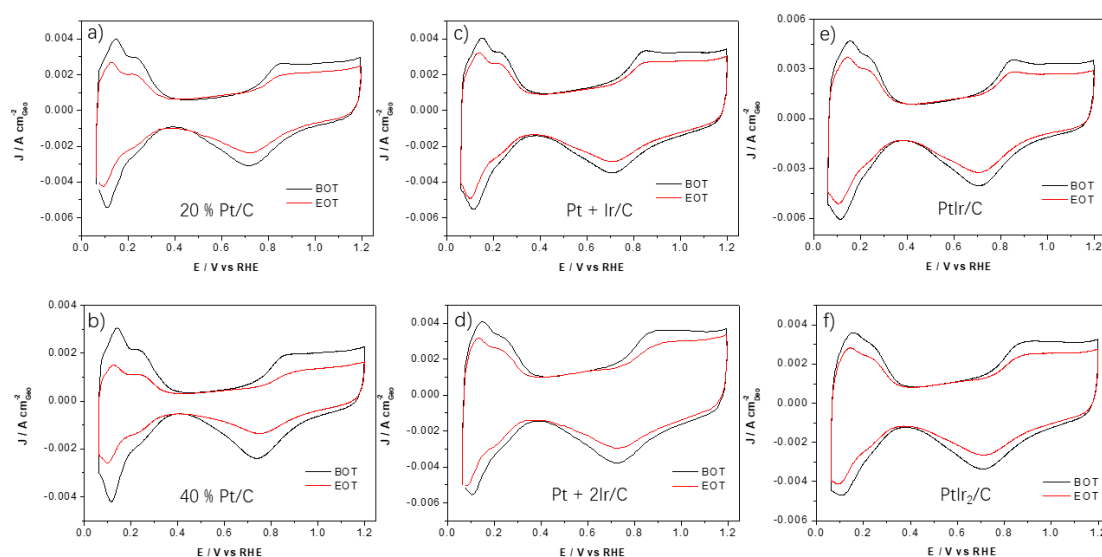 a)
0.004
0.002
0.000
-0.002
-0.004
-0.006
J / A cm⁻²Geo
BOT
EOT
20 % Pt/C
0.0 0.2 0.4 0.6 0.8 1.0 1.2
E / V vs RHE
c)
0.004
0.002
0.000
-0.002
-0.004
-0.006
J / A cm⁻²Geo
BOT
EOT
Pt + Ir/C
0.0 0.2 0.4 0.6 0.8 1.0 1.2
E / V vs RHE
e)
0.006
0.003
0.000
-0.003
-0.006
J / A cm⁻²Geo
BOT
EOT
PtIr/C
0.0 0.2 0.4 0.6 0.8 1.0 1.2
E / V vs RHE
b)
0.004
0.002
0.000
-0.002
-0.004
J / A cm⁻²Geo
BOT
EOT
40 % Pt/C
0.0 0.2 0.4 0.6 0.8 1.0 1.2
E / V vs RHE
d)
0.006
0.004
0.002
0.000
-0.002
-0.004
-0.006
J / A cm⁻²Geo
BOT
EOT
Pt + 2Ir/C
0.0 0.2 0.4 0.6 0.8 1.0 1.2
E / V vs RHE
f)
0.006
0.004
0.002
0.000
-0.002
-0.004
-0.006
J / A cm⁻²Deo
BOT
EOT
PtIr₂/C
0.0 0.2 0.4 0.6 0.8 1.0 1.2
E / V vs RHE